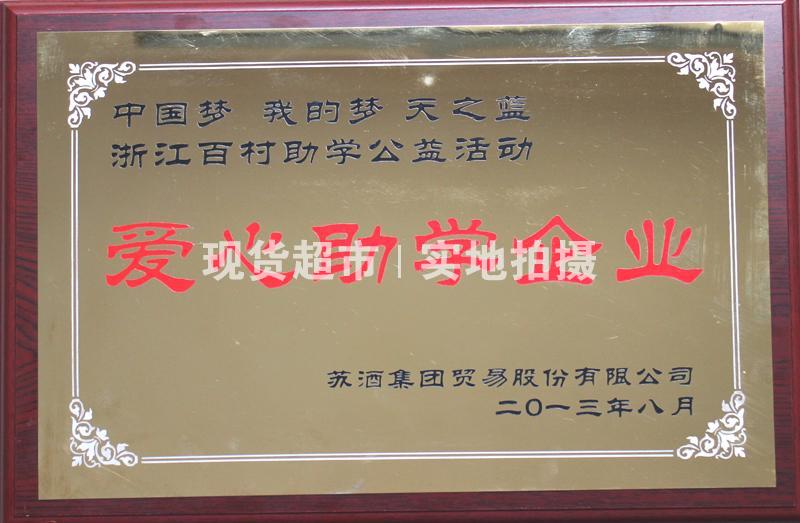 中国梦 我的梦 天之蓝
浙江百村助学公益活动
爱心助学企业
现货超市|实地拍摄
苏酒集团贸易股份有限公司
二〇一三年八月